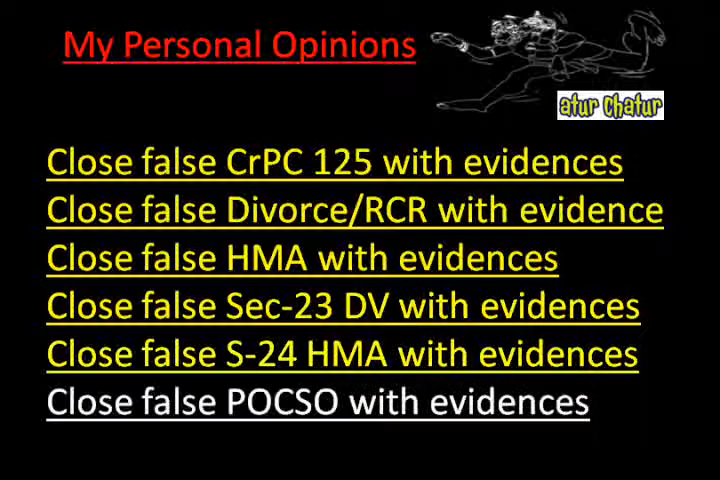 My Personal Opinions
atur Chatur
Close false CrPC 125 with evidences
Close false Divorce/RCR with evidence
Close false HMA with evidences
Close false Sec-23 DV with evidences
Close false S-24 HMA with evidences
Close false POCSO with evidences